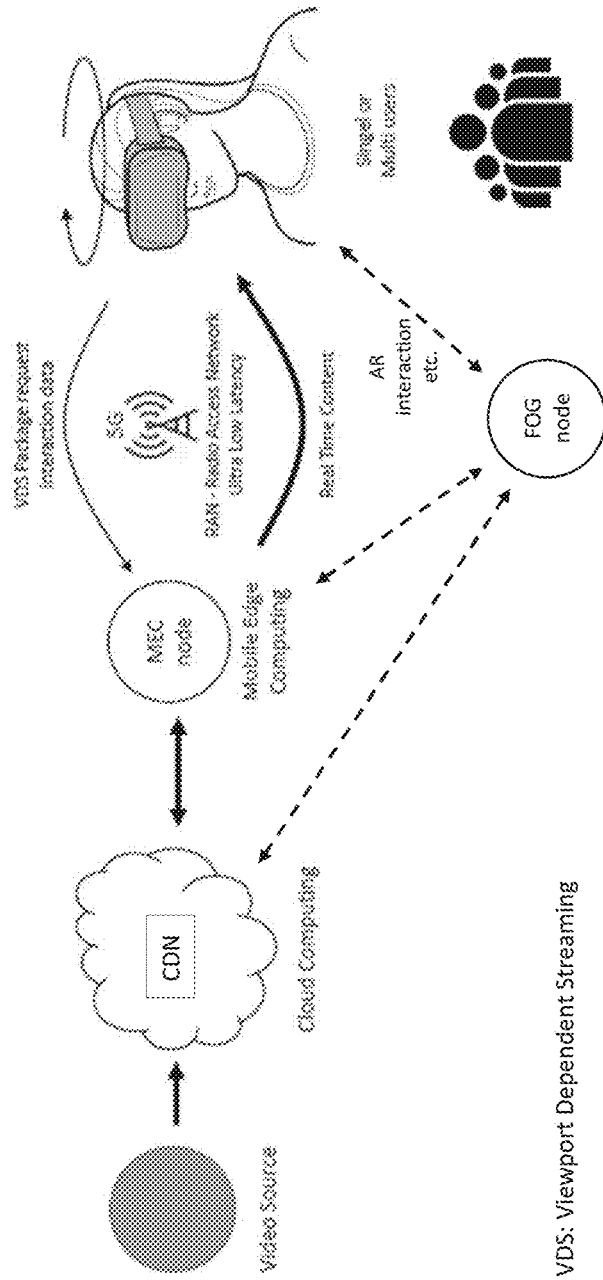 Video Source
CDN
Cloud Computing
MEC
node
Mobile Edge
Computing
VDS Package request
interaction data
5G
RAN - Radio Access Network
Ultra Low Latency
Real Time Content
AR
interaction
etc.
FOG
node
Singel or
Multi users
VDS: Viewport Dependent Streaming